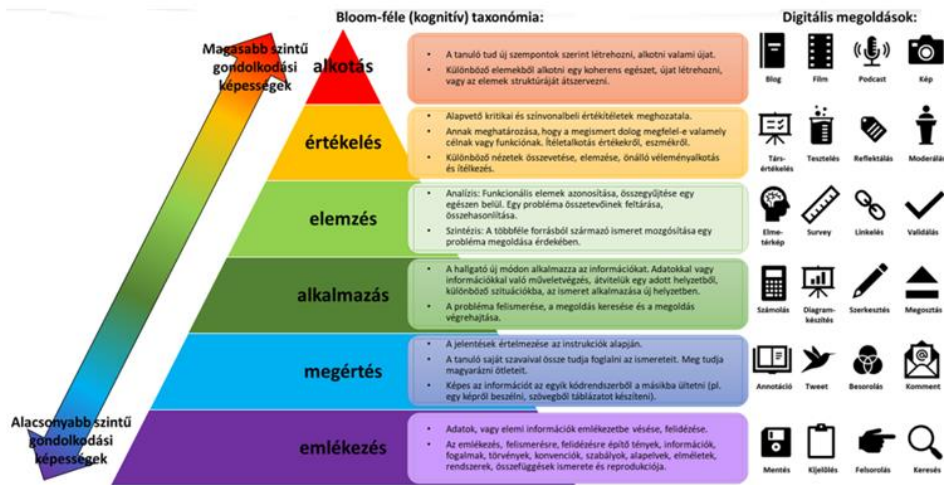 Bloom-féle (kognitív) taxonómia:
Digitális megoldások:
Magasabb szintű
gondolkodási
képességek
alkotás
• A tanuló tud új szempontok szerint létrehozni, alkotni valami újat.
• Különböző elemekből alkotni egy koherens egészet, újat létrehozni,
vagy az elemek struktúráját átszervezni.
Blog Film Podcast Kép
értékelés
• Alapvető kritikai és színvonalbeli értékítéletek meghozatala.
• Annak meghatározása, hogy a megismert dolog megfelel-e valamely
célnak vagy funkciónak. Ítéletalkotás értékekről, eszmékről.
• Különböző nézetek összevetése, elemzése, önálló véleményalkotás
és ítélkezés.
Társ-
értékelés Tesztelés Reflektálás Moderálás
elemzés
• Analízis: Funkcionális elemek azonosítása, összegyűjtése egy
egészen belül. Egy probléma összetevőinek feltárása,
összehasonlítása.
• Szintézis: A többféle forrásból származó ismeret mozgósítása egy
probléma megoldása érdekében.
Elme-
térkép Survey Linkelés Validálás
alkalmazás
• A hallgató új módon alkalmazza az információkat. Adatokkal vagy
információkkal való műveletvégzés, átvitelük egy adott helyzetből,
különböző szituációkba, az ismeret alkalmazása új helyzetben.
• A probléma felismerése, a megoldás keresése és a megoldás
végrehajtása.
Számolás Diagram-
készítés Szerkesztés Megosztás
megértés
• A jelentések értelmezése az instrukciók alapján.
• A tanuló saját szavaival össze tudja foglalni az ismereteit. Meg tudja
magyarázni ötleteit.
• Képes az információt az egyik kódrendszerből a másikba ültetni (pl.
egy képről beszélni, szövegből táblázatot készíteni).
Annotáció Tweet Besorolás Komment
Alacsonyabb szintű
gondolkodási
képességek
emlékezés
• Adatok, vagy elemi információk emlékezetbe vésése, felidézése.
• Az emlékezés, felismerésre, felidézésre építő tények, információk,
fogalmak, törvények, konvenciók, szabályok, alapelvek, elméletek,
rendszerek, összefüggések ismerete és reprodukciója.
Mentés Kijelölés Felsorolás Keresés